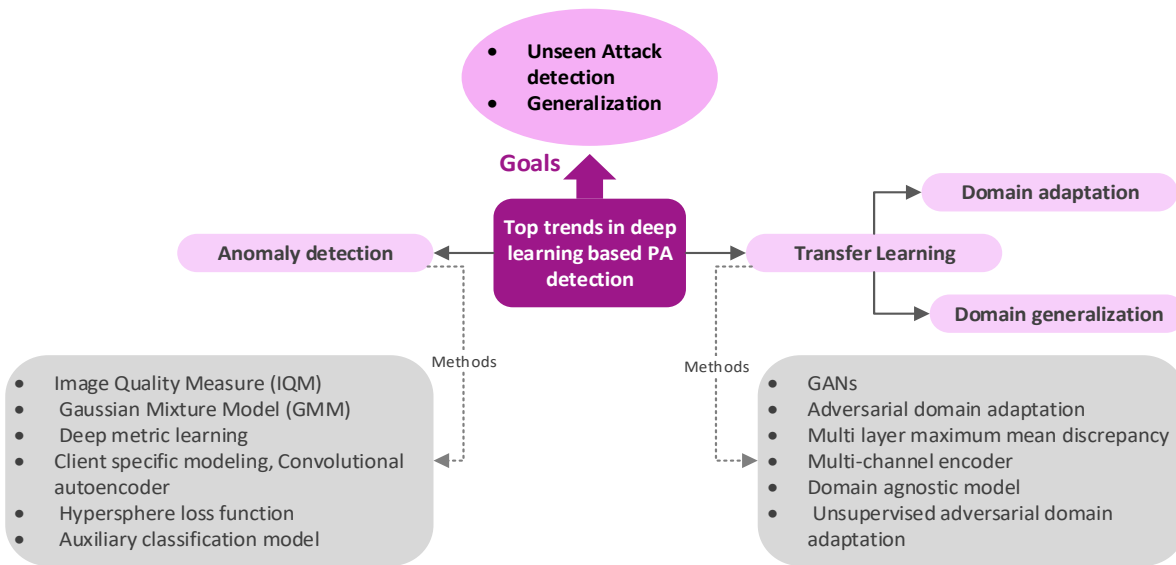 • Unseen Attack
detection
• Generalization
Goals
Top trends in deep
learning based PA
detection
Anomaly detection
Transfer Learning
Domain adaptation
Domain generalization
Methods
• Image Quality Measure (IQM)
• Gaussian Mixture Model (GMM)
• Deep metric learning
• Client specific modeling, Convolutional
autoencoder
• Hypersphere loss function
• Auxiliary classification model
Methods
• GANs
• Adversarial domain adaptation
• Multi layer maximum mean discrepancy
• Multi-channel encoder
• Domain agnostic model
• Unsupervised adversarial domain
adaptation